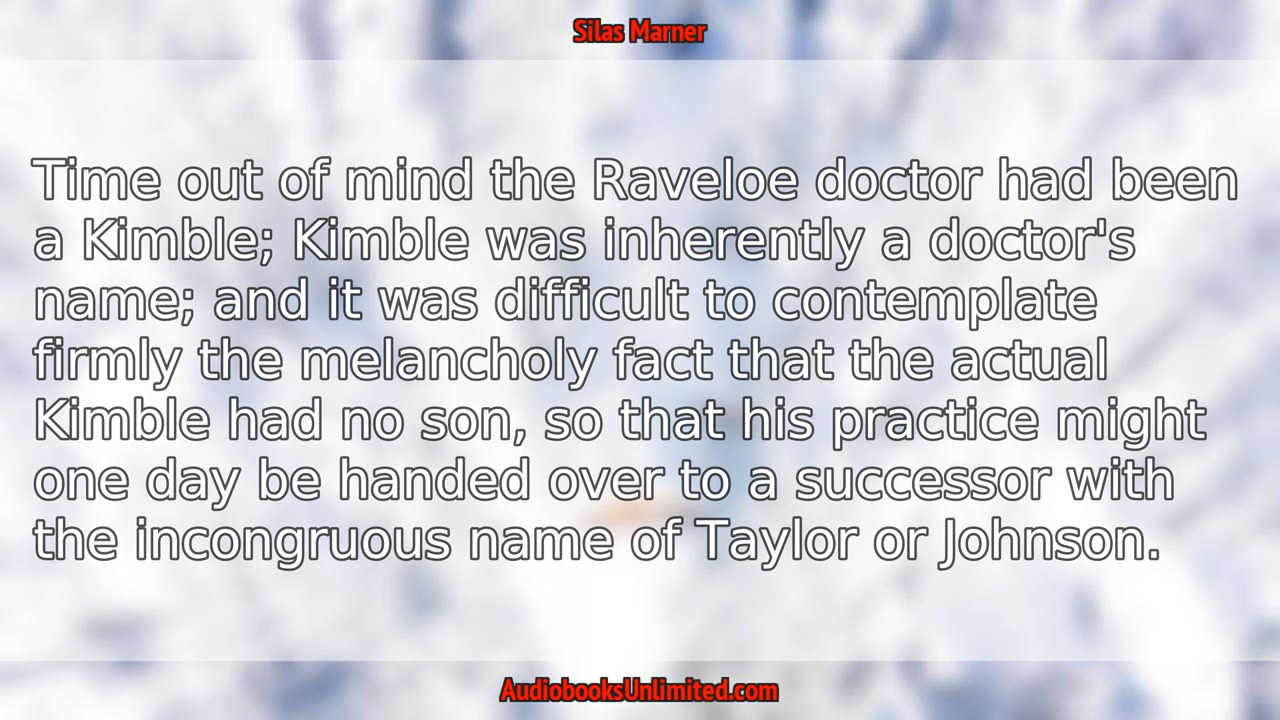 Silas Marner
Time out of mind the Raveloe doctor had been
a Kimble; Kimble was inherently a doctor's
name; and it was difficult to contemplate
firmly the melancholy fact that the actual
Kimble had no son, so that his practice might
one day be handed over to a successor with
the incongruous name of Taylor or Johnson.
AudiobooksUnlimited.com